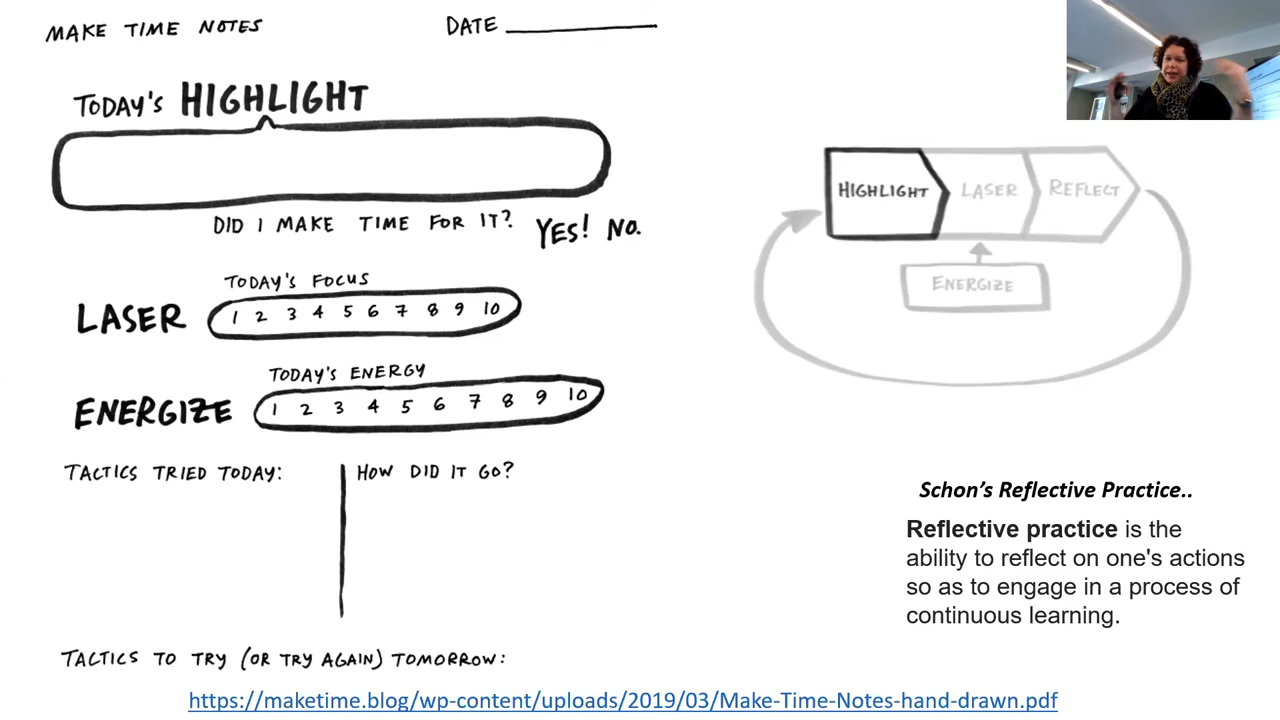 MAKE TIME NOTES
DATE
TODAY'S HIGHLIGHT
DID I MAKE TIME FOR IT? YES! NO.
TODAY'S FOCUS
LASER 1 2 3 4 5 6 7 8 9 10
TODAY'S ENERGY
ENERGIZE 1 2 3 4 5 6 7 8 9 10
TACTICS TRIED TODAY:
HOW DID IT GO?
TACTICS TO TRY (OR TRY AGAIN) TOMORROW:
HIGHLIGHT LASER REFLECT
ENERGIZE
Schon's Reflective Practice..
Reflective practice is the
ability to reflect on one's actions
so as to engage in a process of
continuous learning.
https://maketime.blog/wp-content/uploads/2019/03/Make-Time-Notes-hand-drawn.pdf